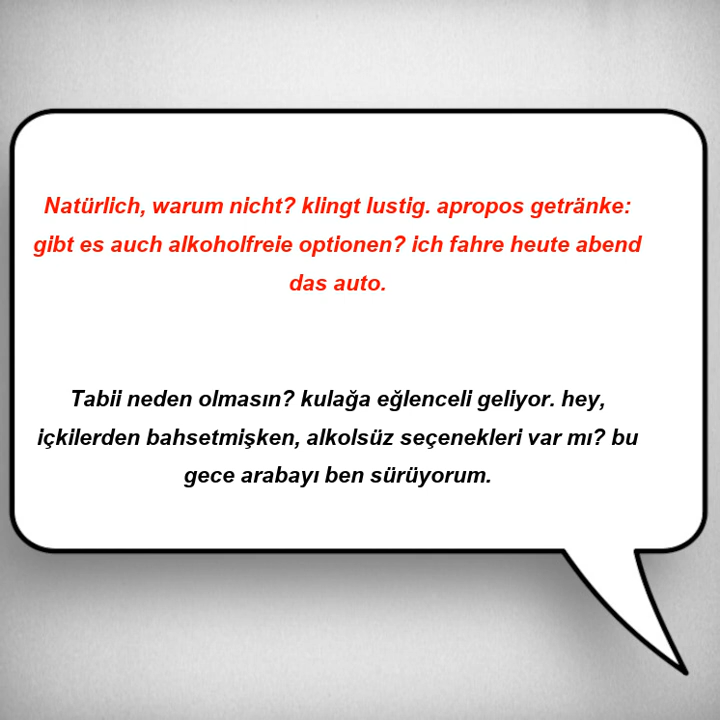 Natürlich, warum nicht? klingt lustig. apropos getränke:
gibt es auch alkoholfreie optionen? ich fahre heute abend
das auto.
Tabii neden olmasın? kulağa eğlenceli geliyor. hey,
içkilerden bahsetmişken, alkolsüz seçenekleri var mı? bu
gece arabayı ben sürüyorum.